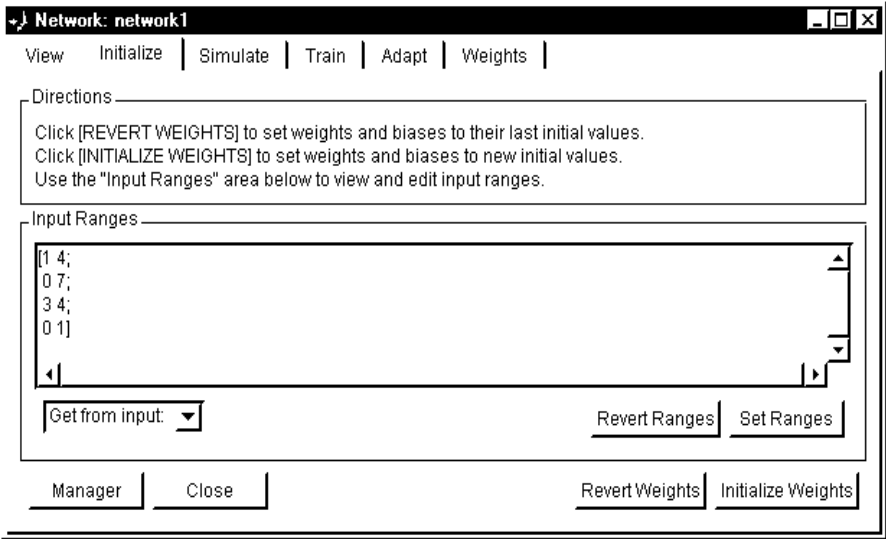 Network: network1
View Initialize Simulate Train Adapt Weights
Directions
Click [REVERT WEIGHTS] to set weights and biases to their last initial values.
Click [INITIALIZE WEIGHTS] to set weights and biases to new initial values.
Use the "Input Ranges" area below to view and edit input ranges.
Input Ranges
[1 4;
0 7;
3 4;
0 1]
Get from input:
Revert Ranges Set Ranges
Manager Close Revert Weights Initialize Weights